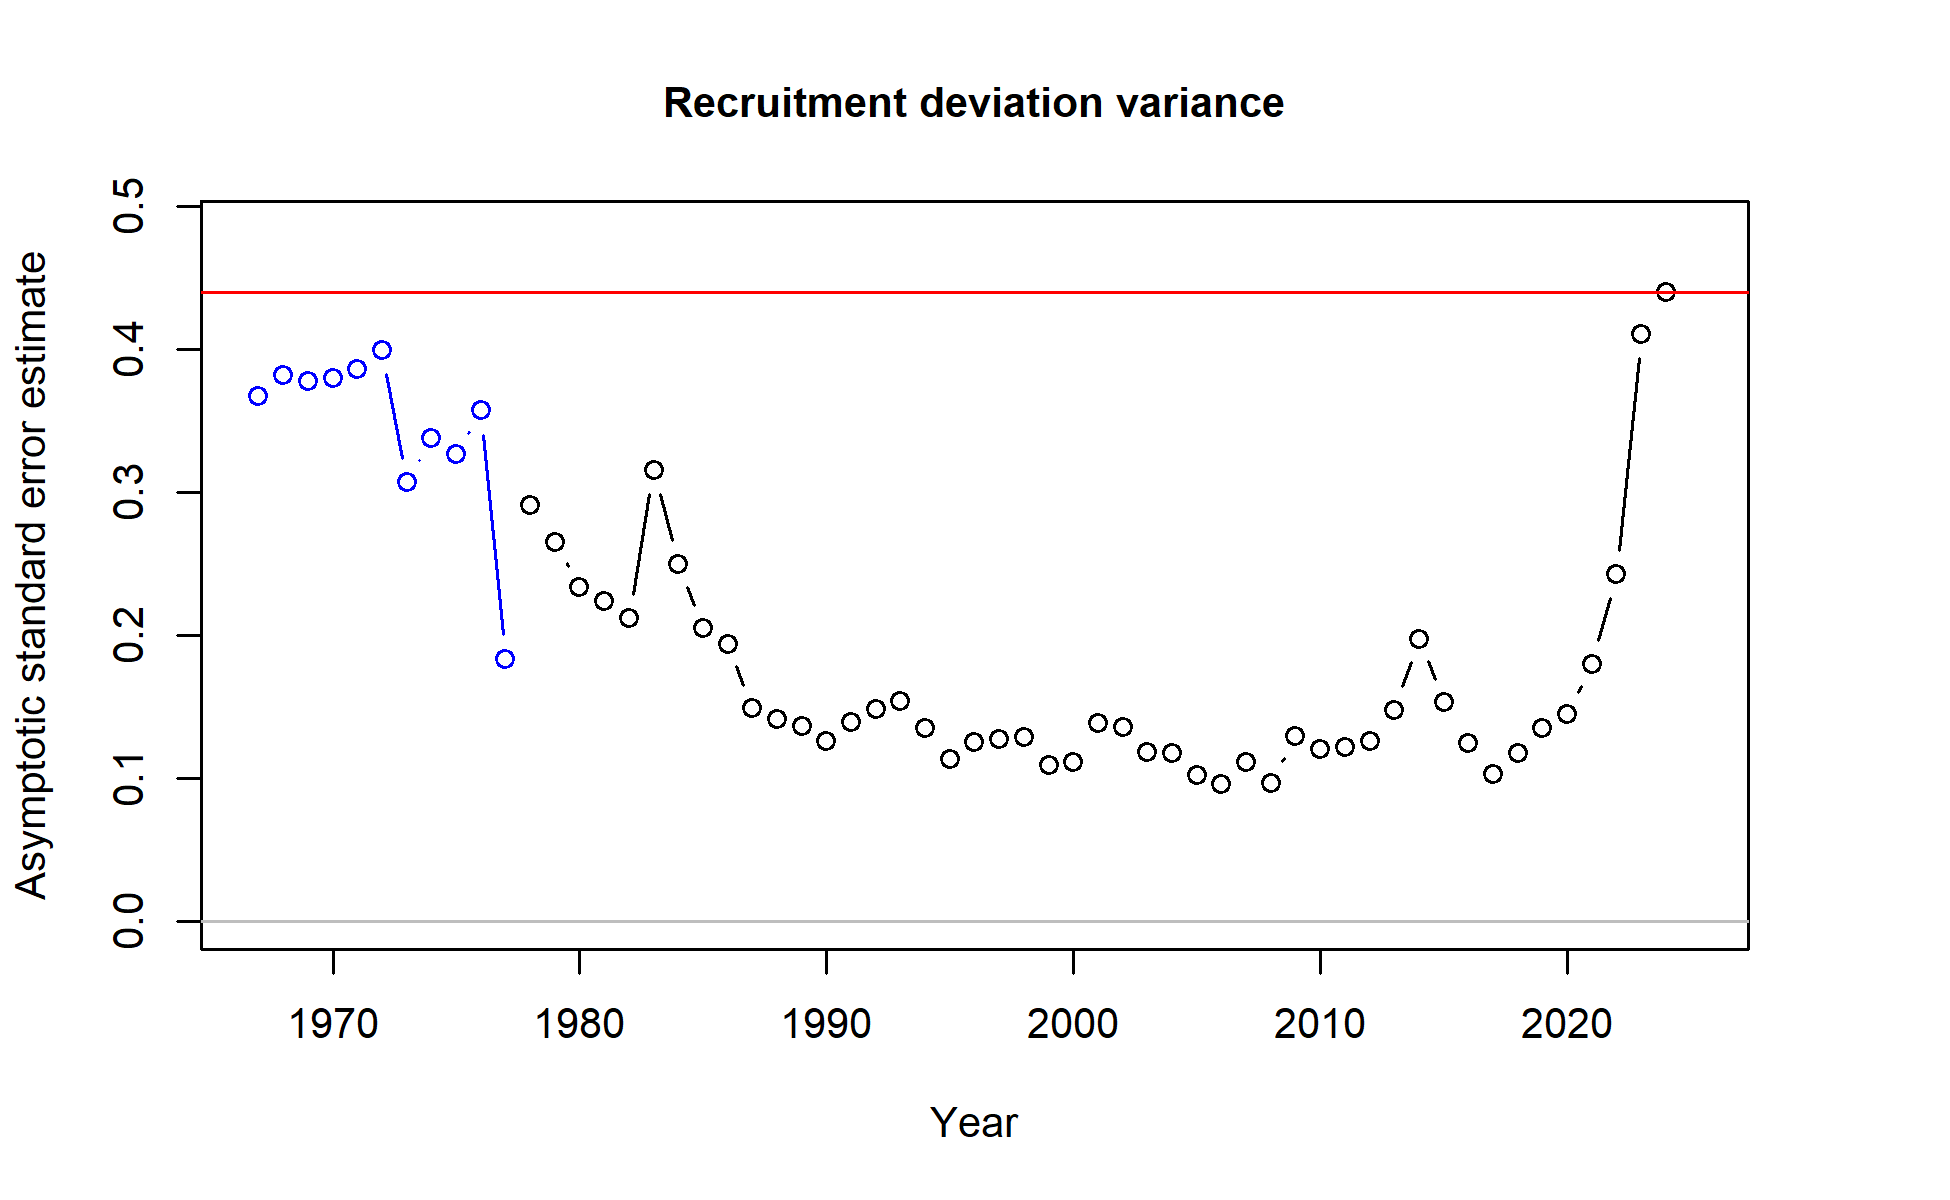 Recruitment deviation variance
Asymptotic standard error estimate
0.5
0.4
0.3
0.2
0.1
0.0
1970 1980 1990 2000 2010 2020
Year